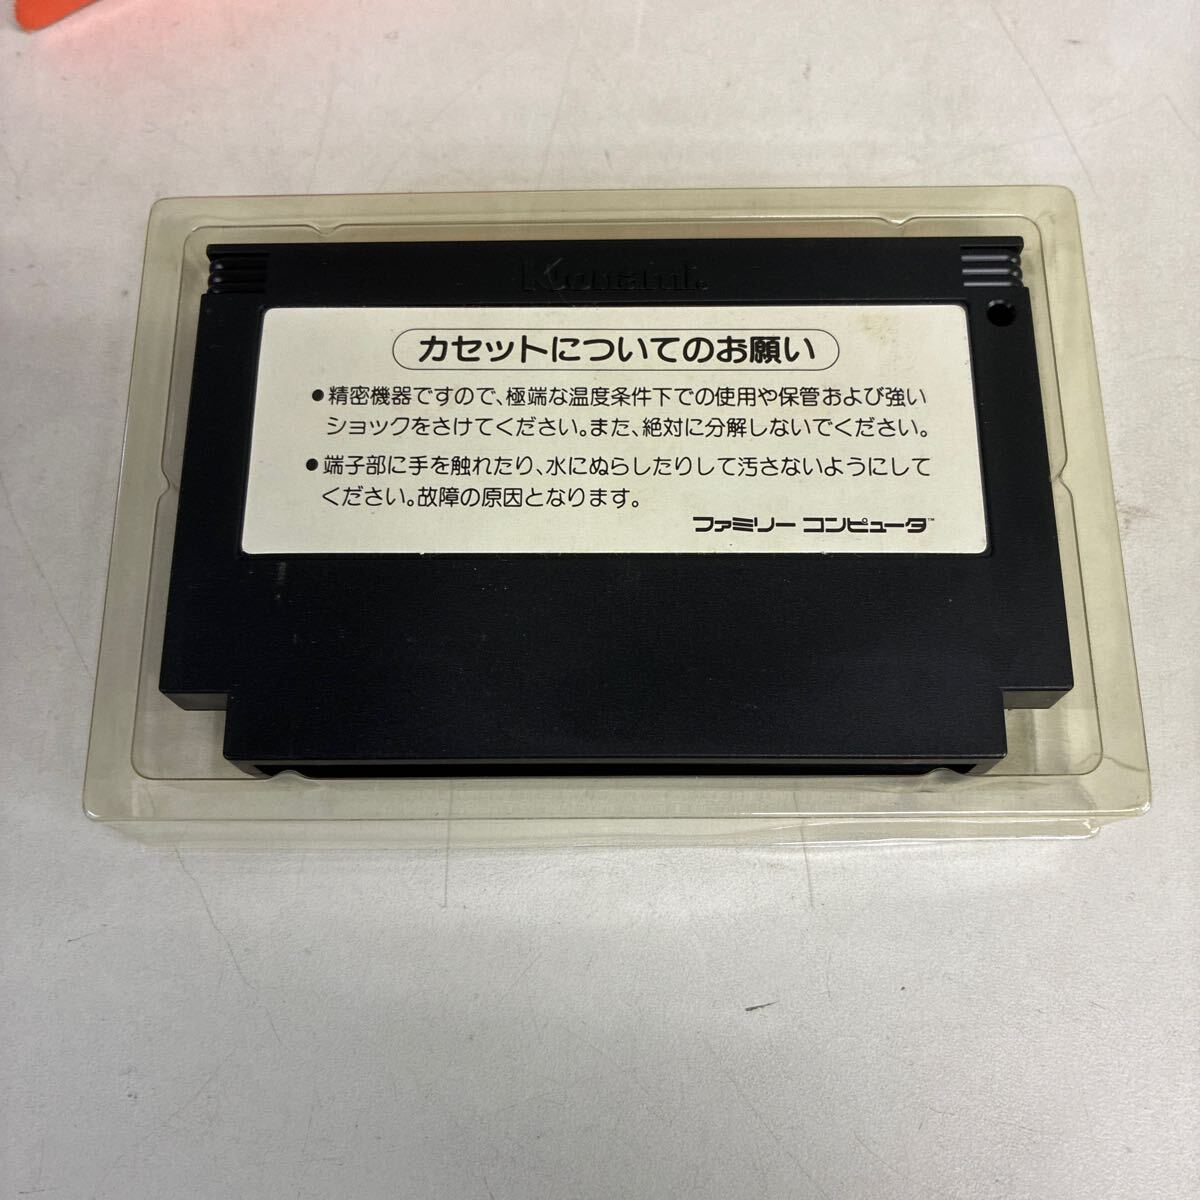 Konami.
カセットについてのお願い
●精密機器ですので、極端な温度条件下での使用や保管および強い
ショックをさけてください。また、絶対に分解しないでください。
●端子部に手を触れたり、水にぬらしたりして汚さないようにして
ください。故障の原因となります。
ファミリー コンピュータ™